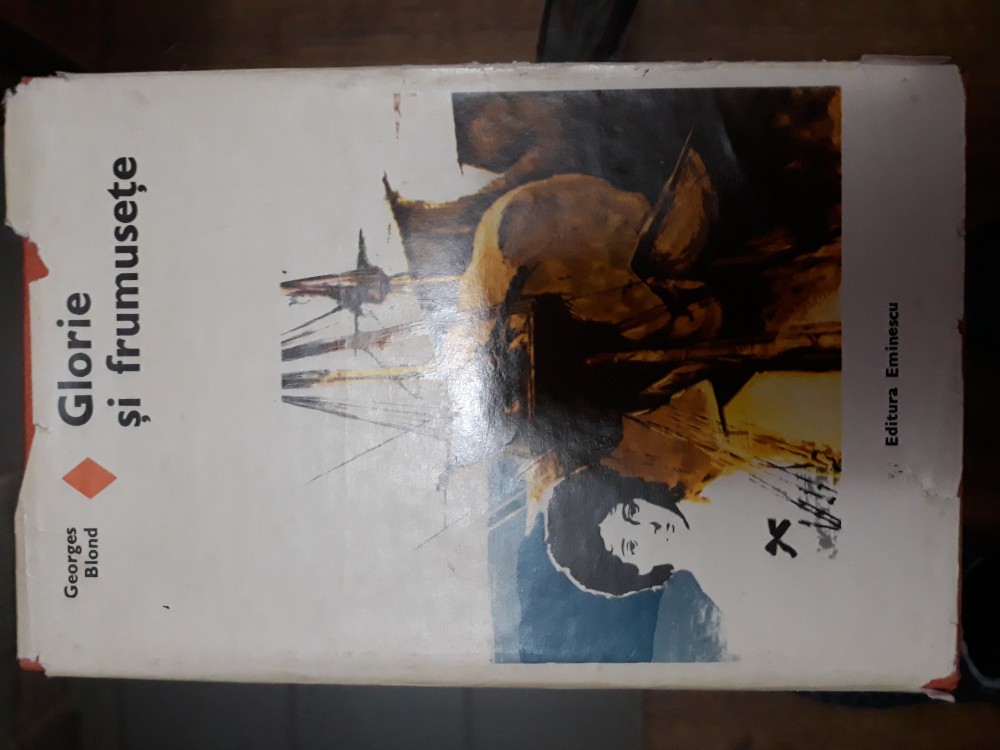 Georges
Blond
Glorie
și frumusețe
Editura Eminescu